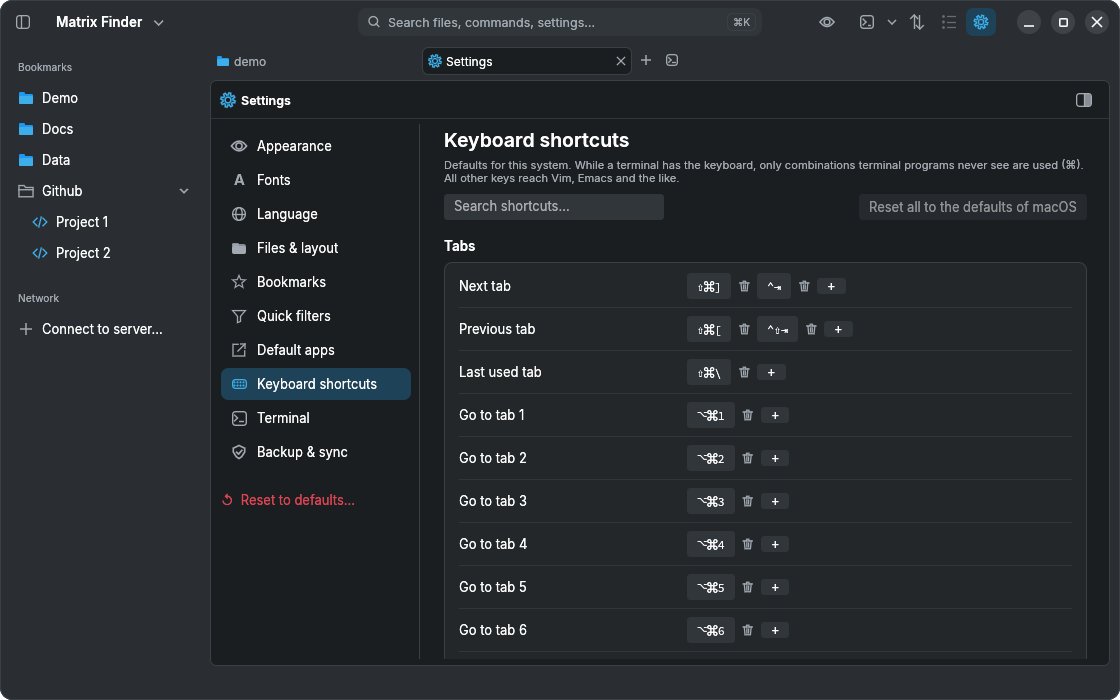 Matrix Finder
Search files, commands, settings...
⌘K
Bookmarks
Demo
Docs
Data
Github
Project 1
Project 2
Network
Connect to server...
demo
Settings
Settings
Appearance
Fonts
Language
Files & layout
Bookmarks
Quick filters
Default apps
Keyboard shortcuts
Terminal
Backup & sync
Reset to defaults...
Keyboard shortcuts
Defaults for this system. While a terminal has the keyboard, only combinations terminal programs never see are used (⌘).
All other keys reach Vim, Emacs and the like.
Search shortcuts...
Reset all to the defaults of macOS
Tabs
Next tab ⇧⌘] ^⇥ +
Previous tab ⇧⌘[ ^⇧⇥ +
Last used tab ⇧⌘\ +
Go to tab 1 ⌥⌘1 +
Go to tab 2 ⌥⌘2 +
Go to tab 3 ⌥⌘3 +
Go to tab 4 ⌥⌘4 +
Go to tab 5 ⌥⌘5 +
Go to tab 6 ⌥⌘6 +